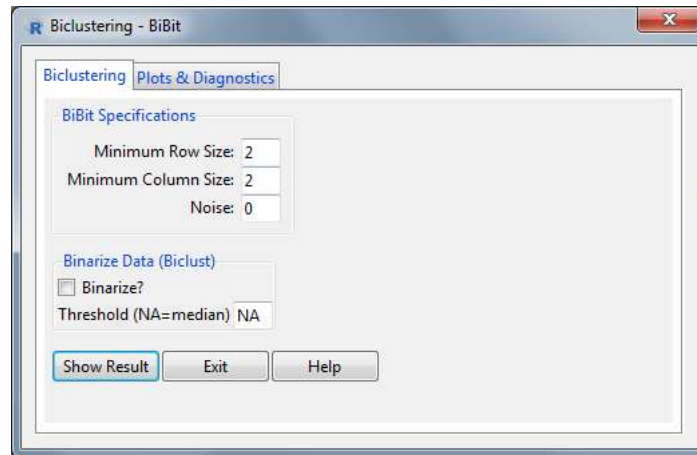 Biclustering - BiBit
Biclustering Plots & Diagnostics
BiBit Specifications
Minimum Row Size: 2
Minimum Column Size: 2
Noise: 0
Binarize Data (Biclust)
Binarize?
Threshold (NA=median) NA
Show Result Exit Help